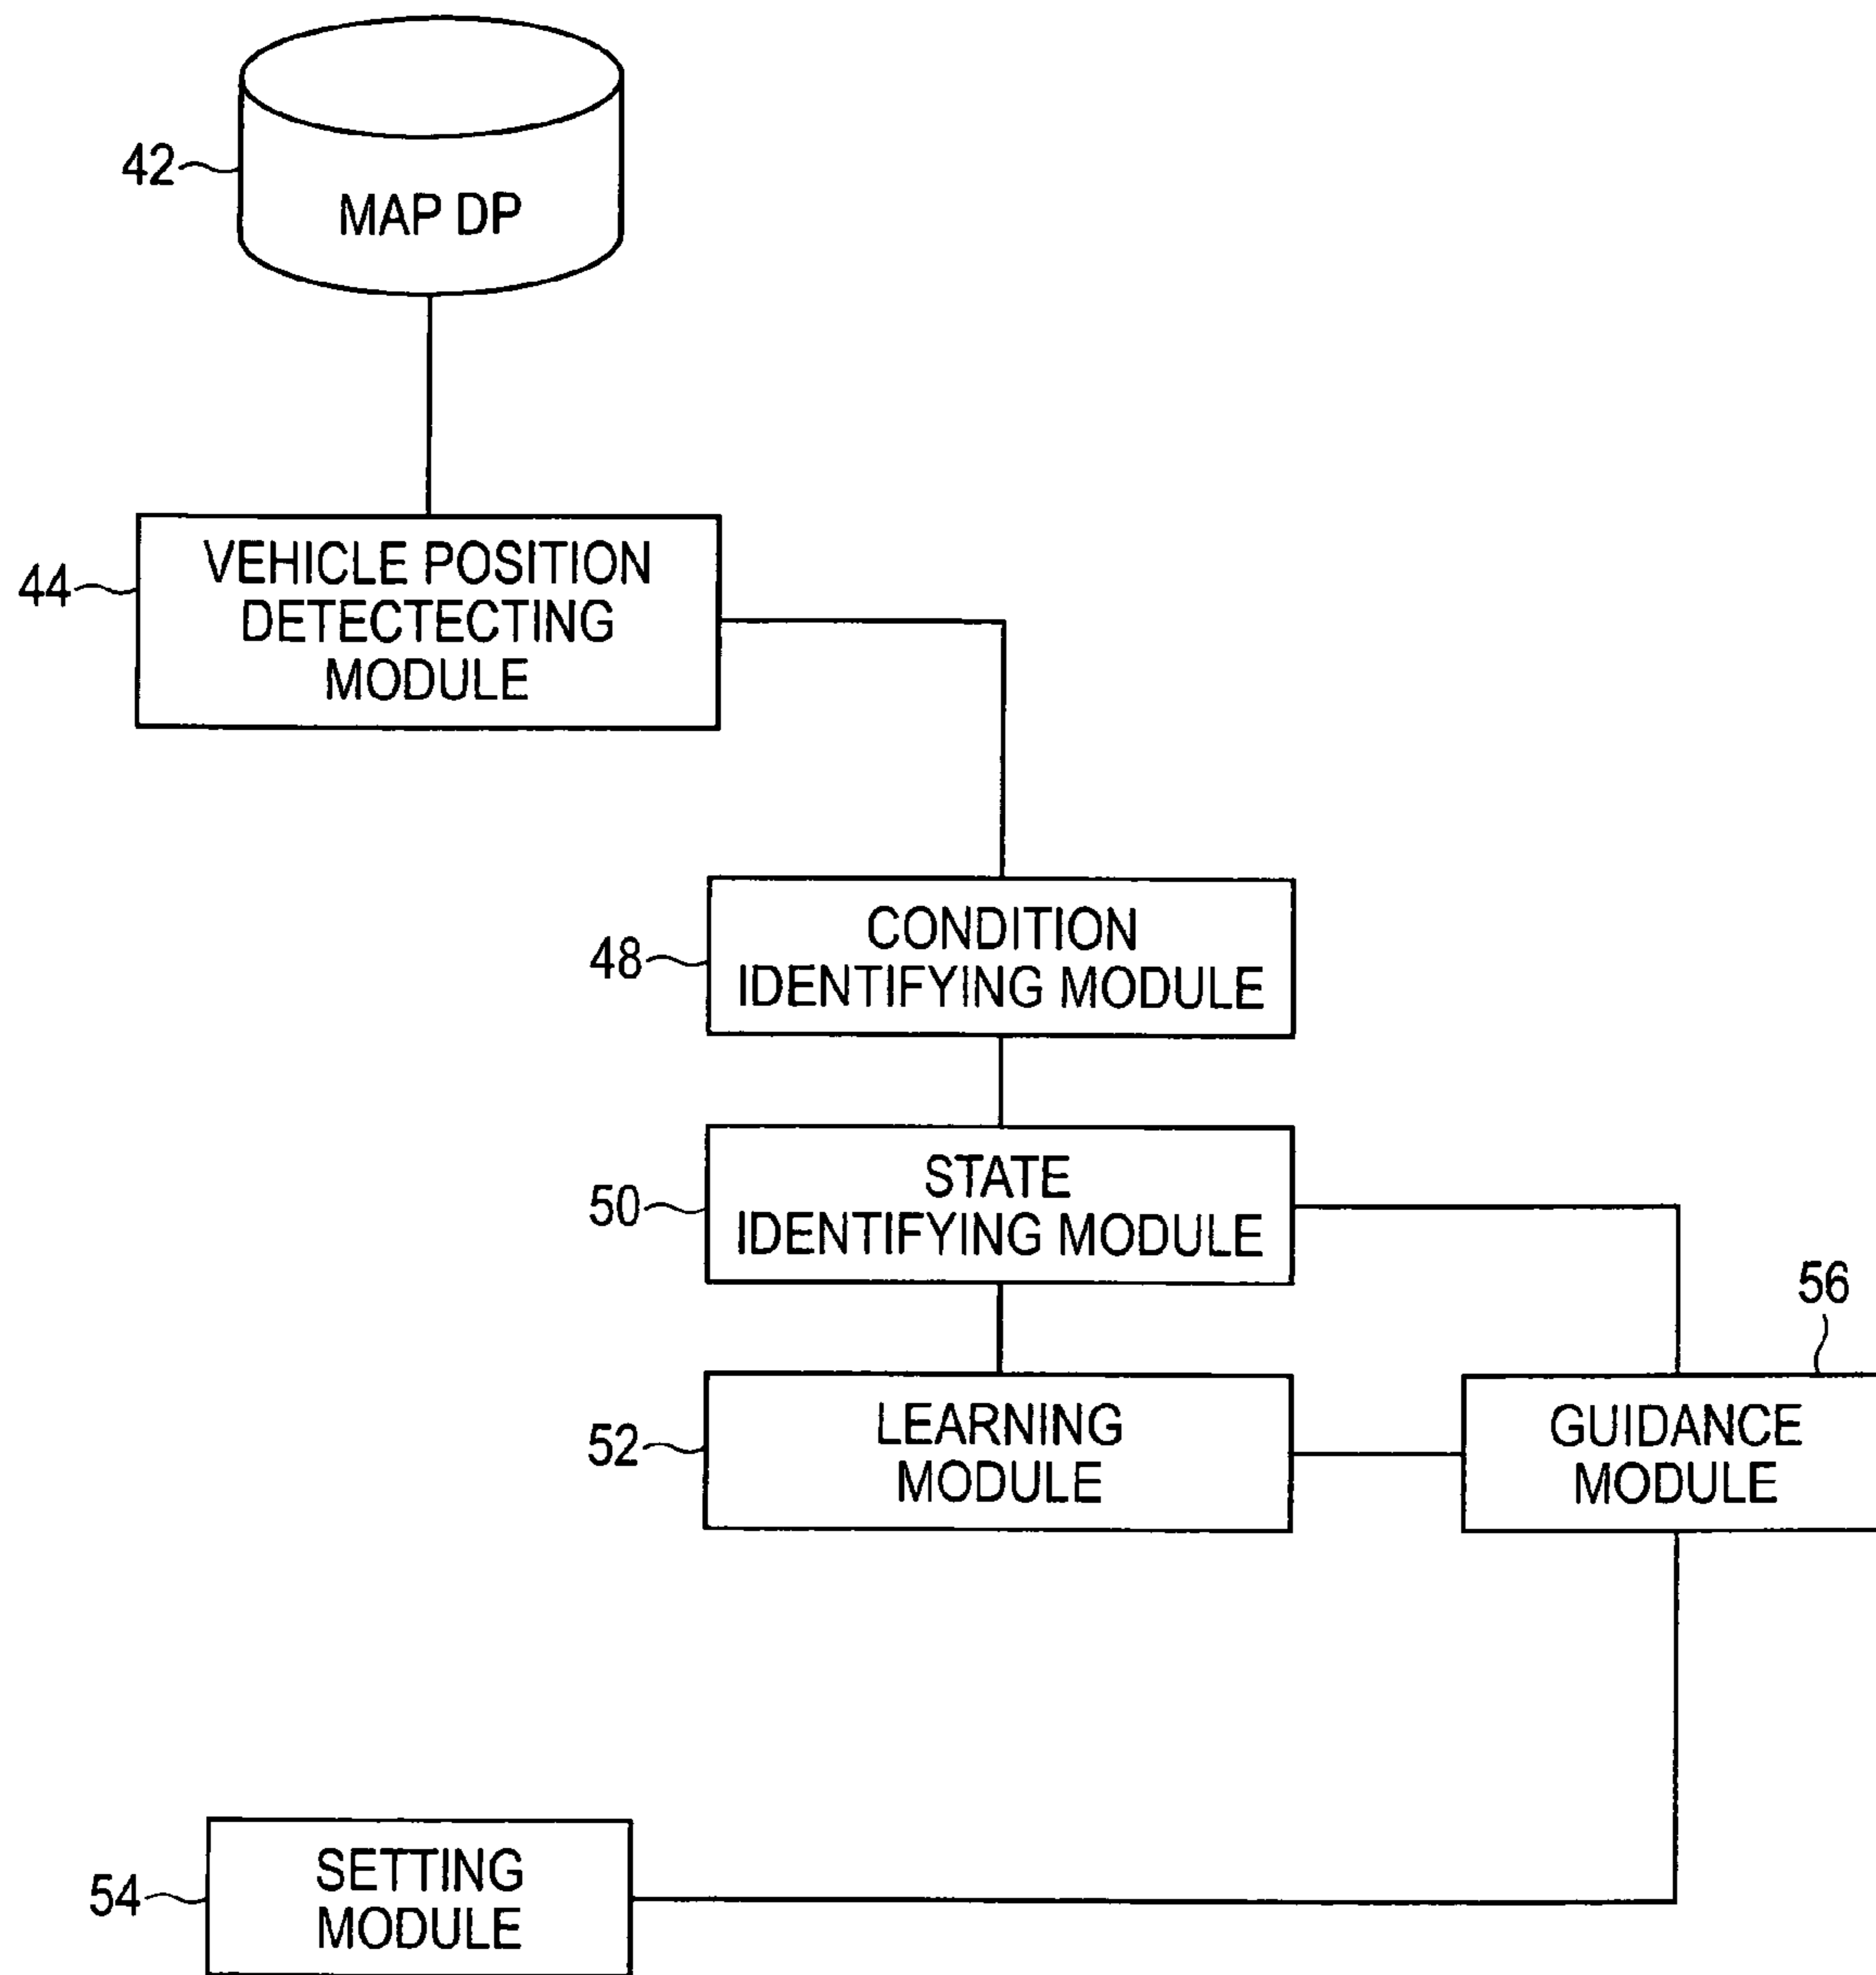 42
MAP DP
44
VEHICLE POSITION
DETECTECTING
MODULE
48
CONDITION
IDENTIFYING MODULE
50
STATE
IDENTIFYING MODULE
56
52
LEARNING
MODULE
GUIDANCE
MODULE
54
SETTING
MODULE